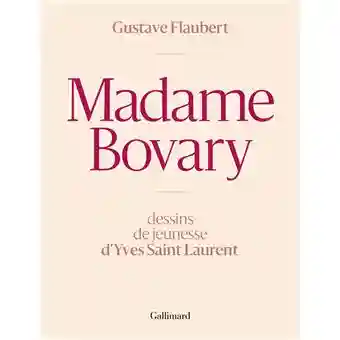 Gustave Flaubert
Madame
Bovary
dessins
de jeunesse
d'Yves Saint Laurent
Gallimard